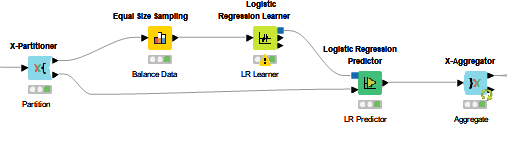 X-Partitioner
Partition
Equal Size Sampling
Balance Data
Logistic
Regression Learner
LR Learner
Logistic Regression
Predictor
LR Predictor
X-Aggregator
Aggregate